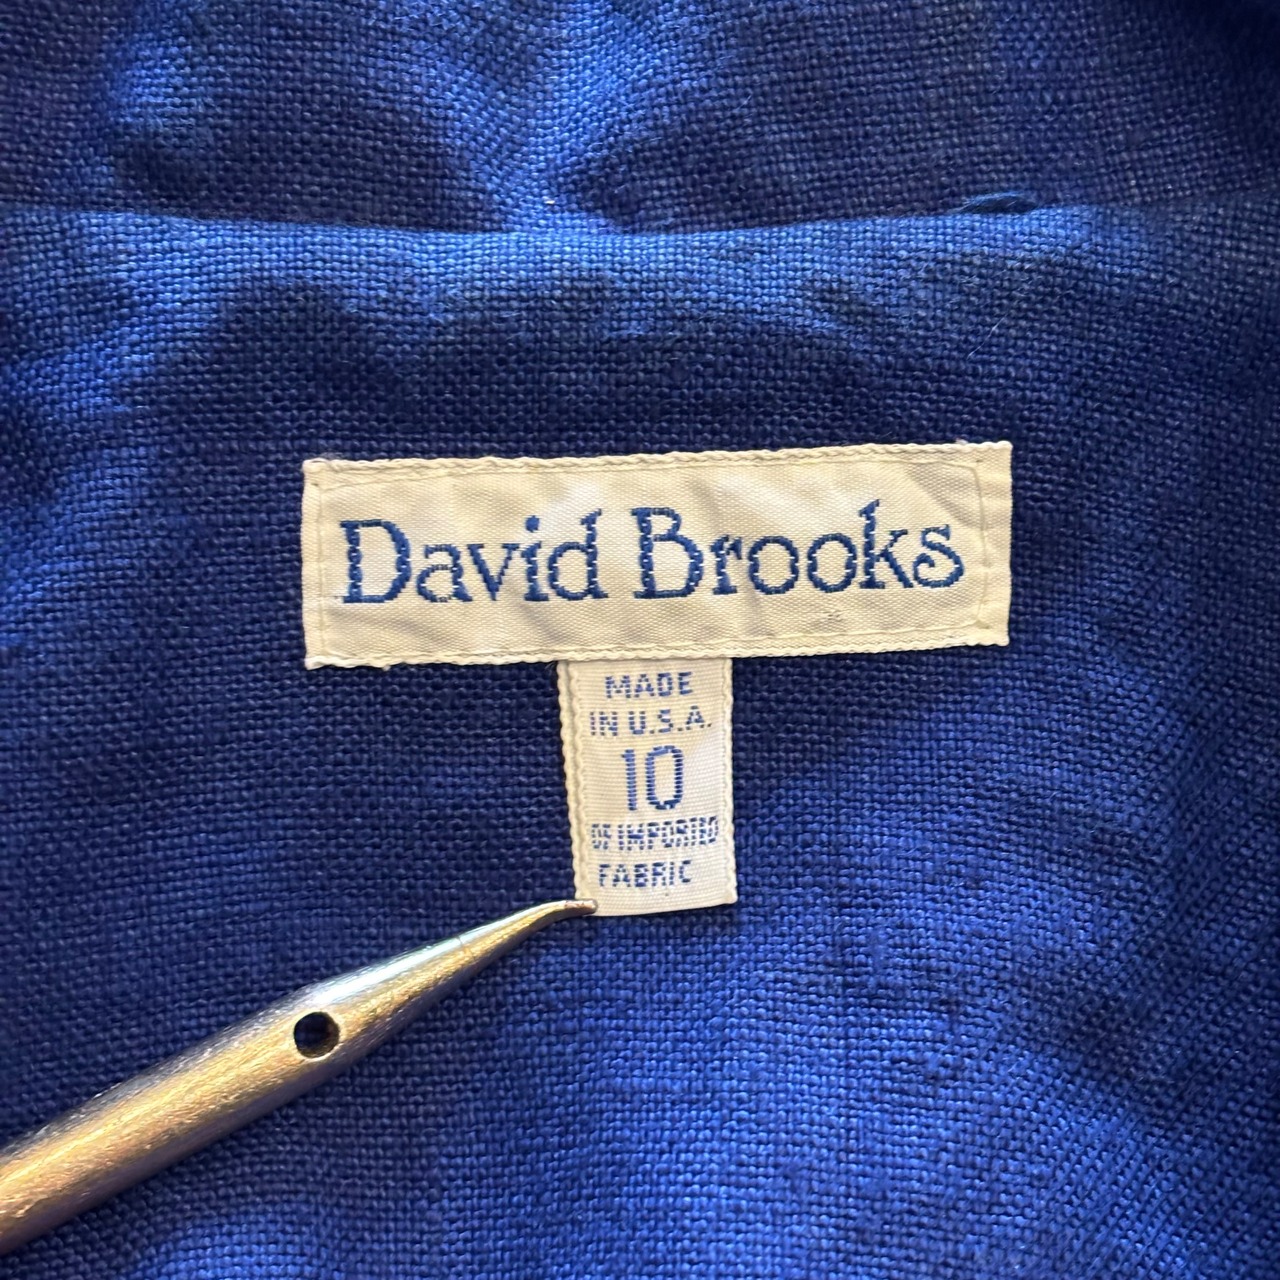 David Brooks
MADE
IN U.S.A.
10
OF IMPORTED
FABRIC